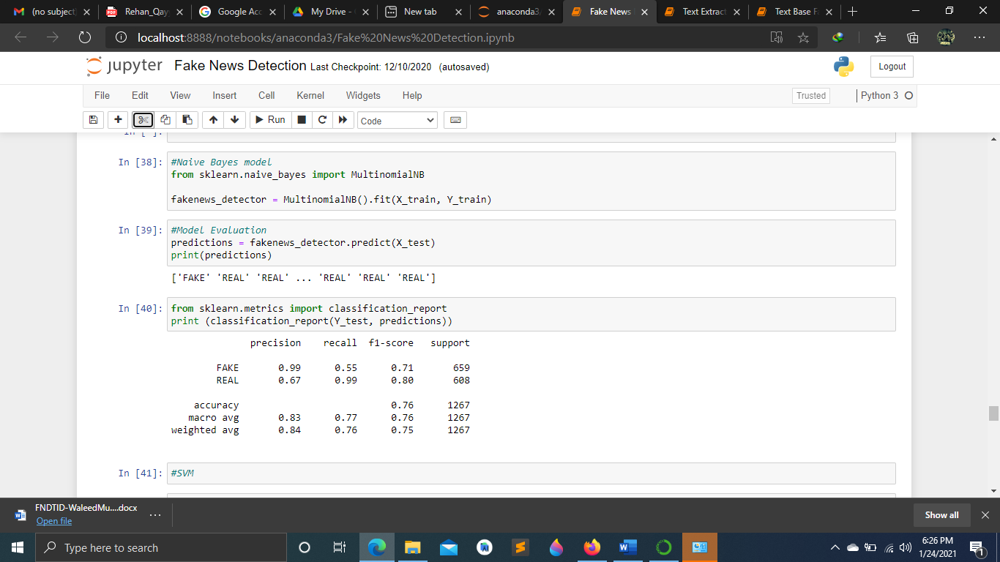 (no subject
Rehan_Qay
Google Acc
My Drive -
New tab
anaconda3/
Fake News
Text Extract
Text Base Fa
localhost:8888/notebooks/anaconda3/Fake%20News%20Detection.ipynb
jupyter Fake News Detection Last Checkpoint: 12/10/2020 (autosaved)
Logout
File Edit View Insert Cell Kernel Widgets Help
Trusted
Python 3
Run
Code
In [ ]:
In [38]: #Naive Bayes model
from sklearn.naive_bayes import MultinomialNB
fakenews_detector = MultinomialNB().fit(X_train, Y_train)
In [39]: #Model Evaluation
predictions = fakenews_detector.predict(X_test)
print(predictions)
['FAKE' 'REAL' 'REAL' ... 'REAL' 'REAL' 'REAL']
In [40]: from sklearn.metrics import classification_report
print (classification_report(Y_test, predictions))
precision recall f1-score support
FAKE 0.99 0.55 0.71 659
REAL 0.67 0.99 0.80 608
accuracy 0.76 1267
macro avg 0.83 0.77 0.76 1267
weighted avg 0.84 0.76 0.75 1267
In [41]: #SVM
FNDTID-WaleedMu....docx
Open file
Show all
Type here to search
6:26 PM
1/24/2021
1